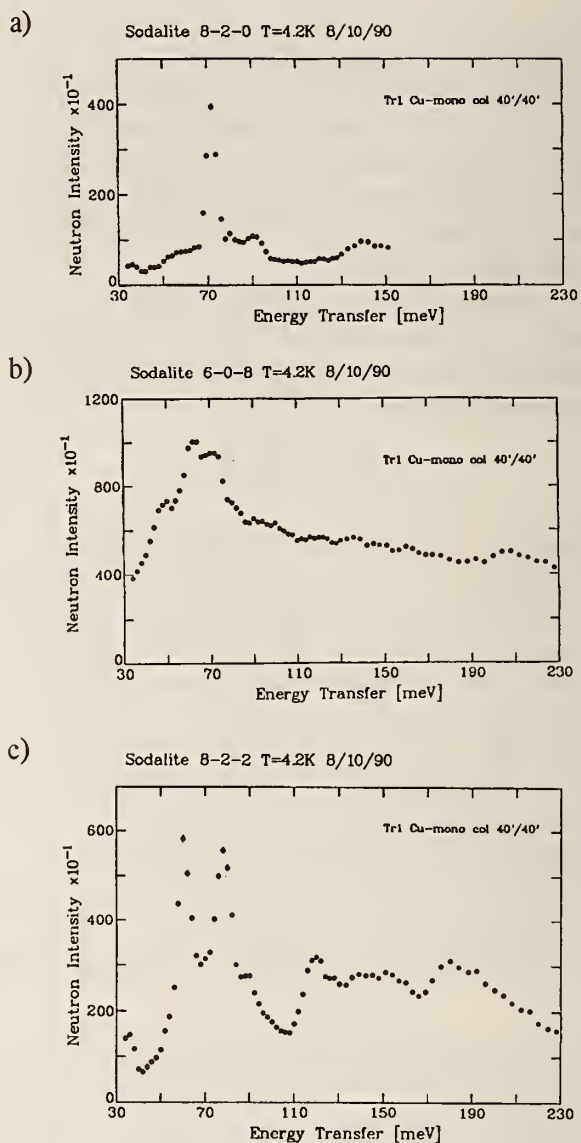 a)
Sodalite 8-2-0 T=4.2K 8/10/90
Tr1 Cu-mono col 40'/40'
Neutron Intensity ×10⁻¹
400
200
0
30 70 110 150 190 230
Energy Transfer [meV]
b)
Sodalite 6-0-8 T=4.2K 8/10/90
Tr1 Cu-mono col 40'/40'
Neutron Intensity ×10⁻¹
1200
800
400
0
30 70 110 150 190 230
Energy Transfer [meV]
c)
Sodalite 8-2-2 T=4.2K 8/10/90
Tr1 Cu-mono col 40'/40'
Neutron Intensity ×10⁻¹
600
400
200
0
30 70 110 150 190 230
Energy Transfer [meV]